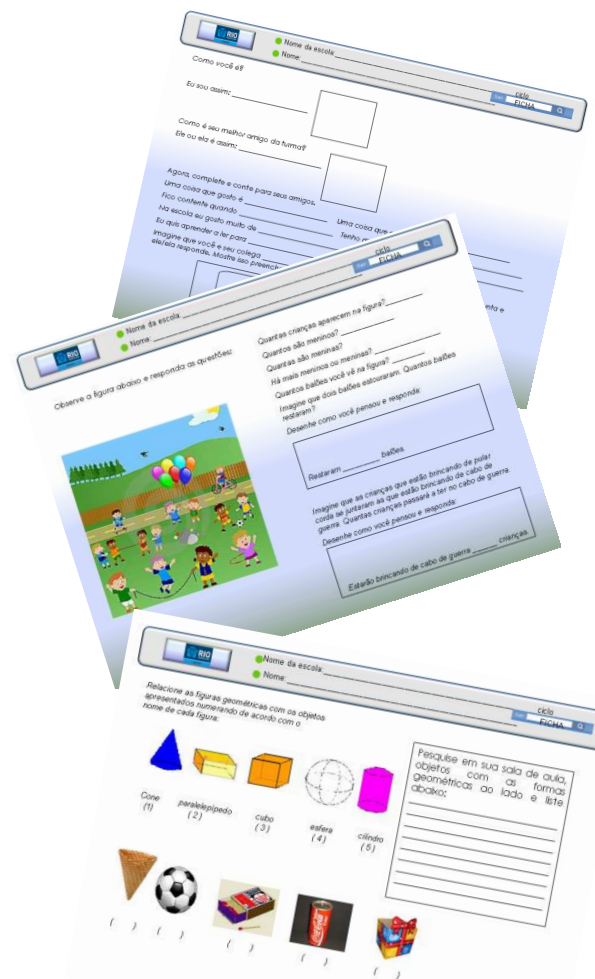 RIO
Nome da escola:
Nome:
ciclo
FICHA
Como você é?
Eu sou assim:
Como é seu melhor amigo da turma?
Ele ou ela é assim:
Agora, complete e conte para seus amigos.
Uma coisa que gosto é
Uma coisa que
Fico contente quando
Tenho
Na escola eu gosto muito de
Eu quis aprender a ler para
Imagine que você e seu colega
ele/ela responde. Mostre isso
RIO
Nome da escola:
Nome:
ciclo
FICHA
Observe a figura abaixo e responda as questões:
Quantas crianças aparecem na figura?
Quantos são meninos?
Quantas são meninas?
Há mais meninos ou meninas?
Quantos balões você vê na figura?
Imagine que dois balões estouraram. Quantos balões
restaram?
Desenhe como você pensou e responda:
Restaram balões
Imagine que as crianças que estão brincando de pular
corda se juntaram as que estão brincando de cabo de
guerra. Quantas crianças passará a ter no cabo de guerra.
Desenhe como você pensou e responda:
Estarão brincando de cabo de guerra crianças
RIO
Nome da escola:
Nome:
ciclo
FICHA
Relacione as figuras geométricas com os objetos
apresentados numerando de acordo com o
nome de cada figura:
Cone
(1)
paralelepípedo
(2)
cubo
(3)
esfera
(4)
cilindro
(5)
Pesquise em sua sala de aula,
objetos com as formas
geométricas ao lado e liste
abaixo:
Coca-Cola
( ) ( ) ( ) ( ) ( )